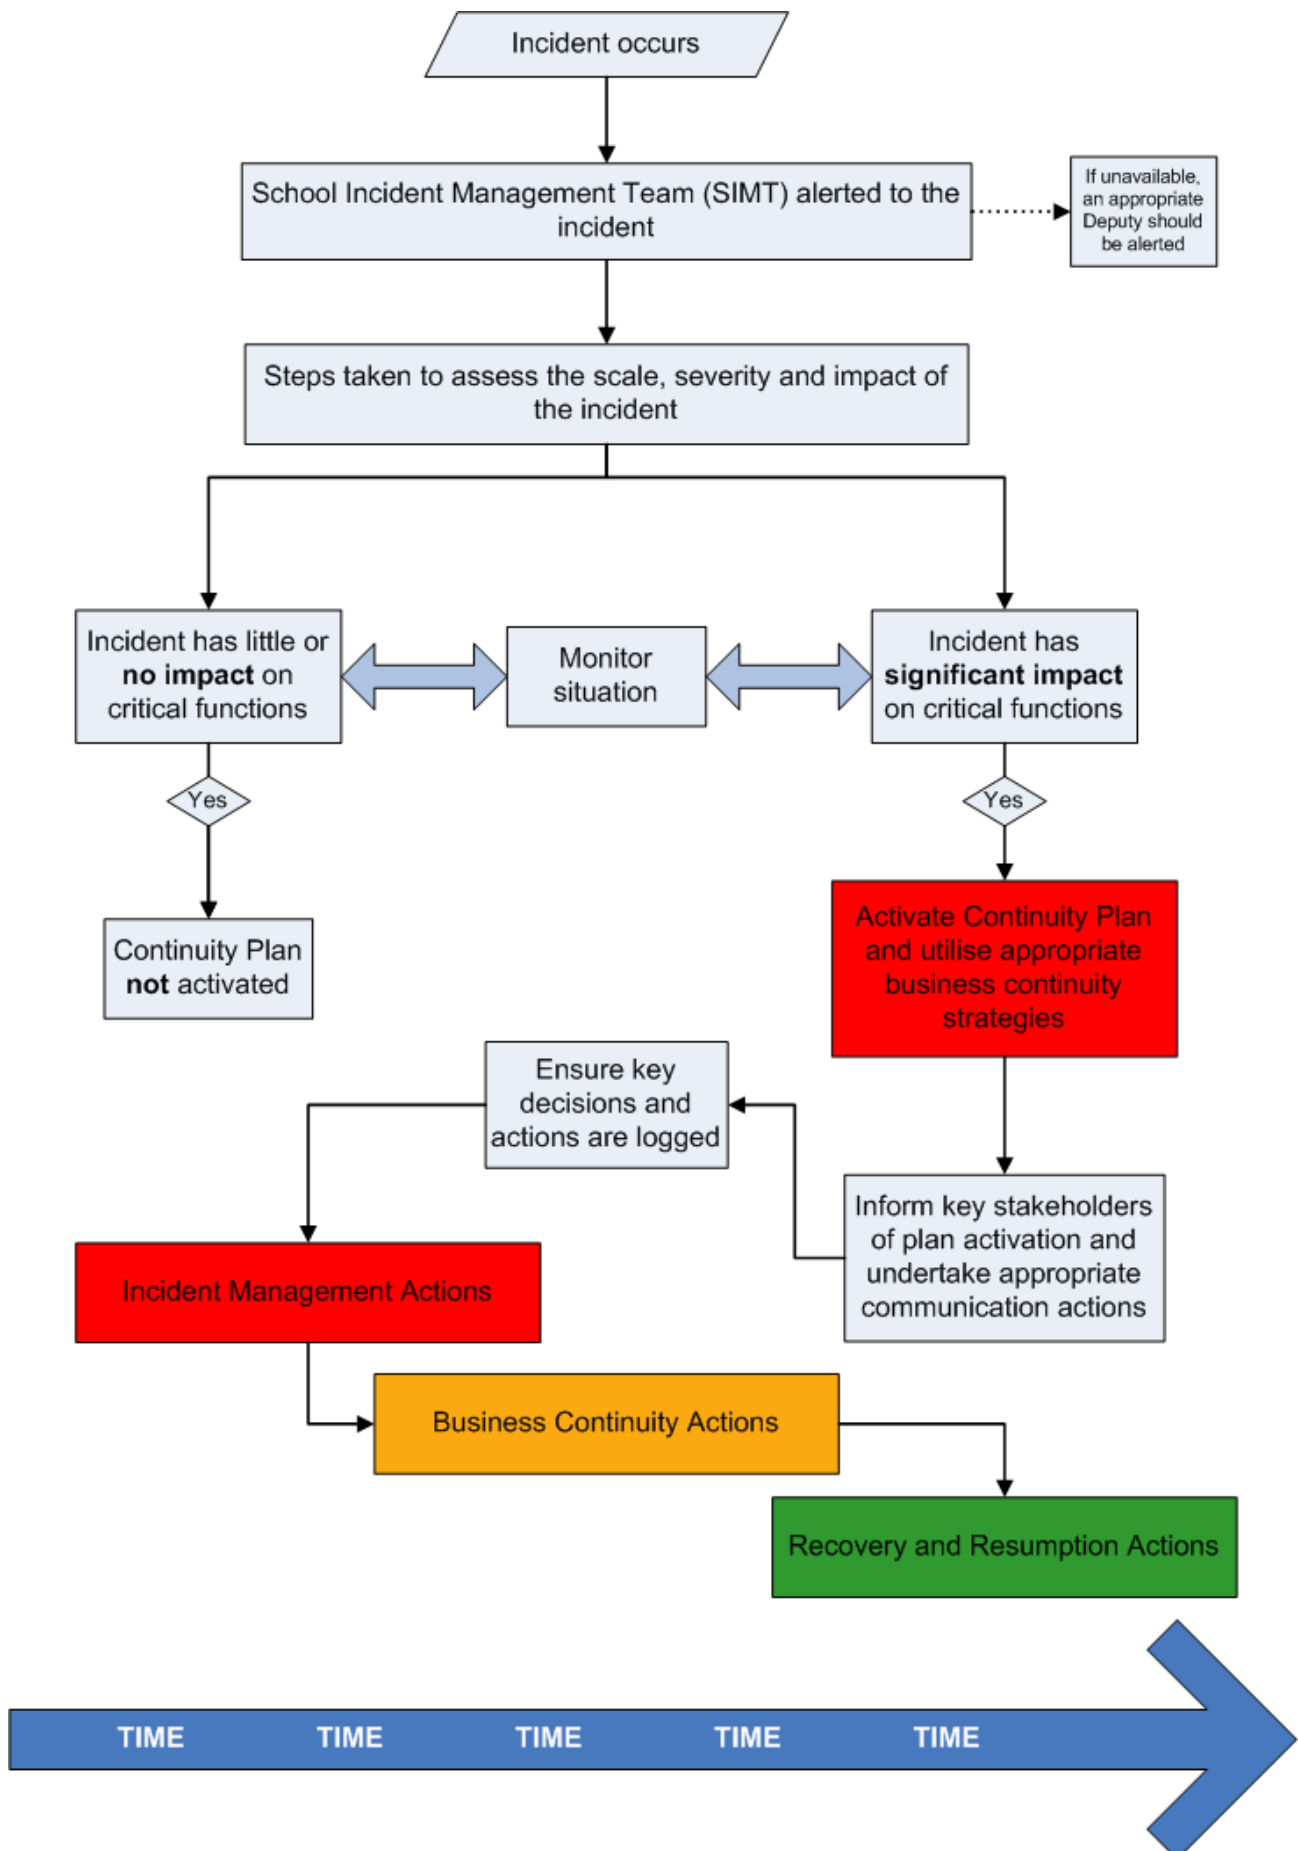 Incident occurs
School Incident Management Team (SIMT) alerted to the
incident
If unavailable,
an appropriate
Deputy should
be alerted
Steps taken to assess the scale, severity and impact of
the incident
Incident has little or
no impact on
critical functions
Monitor
situation
Incident has
significant impact
on critical functions
Yes
Yes
Continuity Plan
not activated
Activate Continuity Plan
and utilise appropriate
business continuity
strategies
Ensure key
decisions and
actions are logged
Inform key stakeholders
of plan activation and
undertake appropriate
communication actions
Incident Management Actions
Business Continuity Actions
Recovery and Resumption Actions
TIME TIME TIME TIME TIME